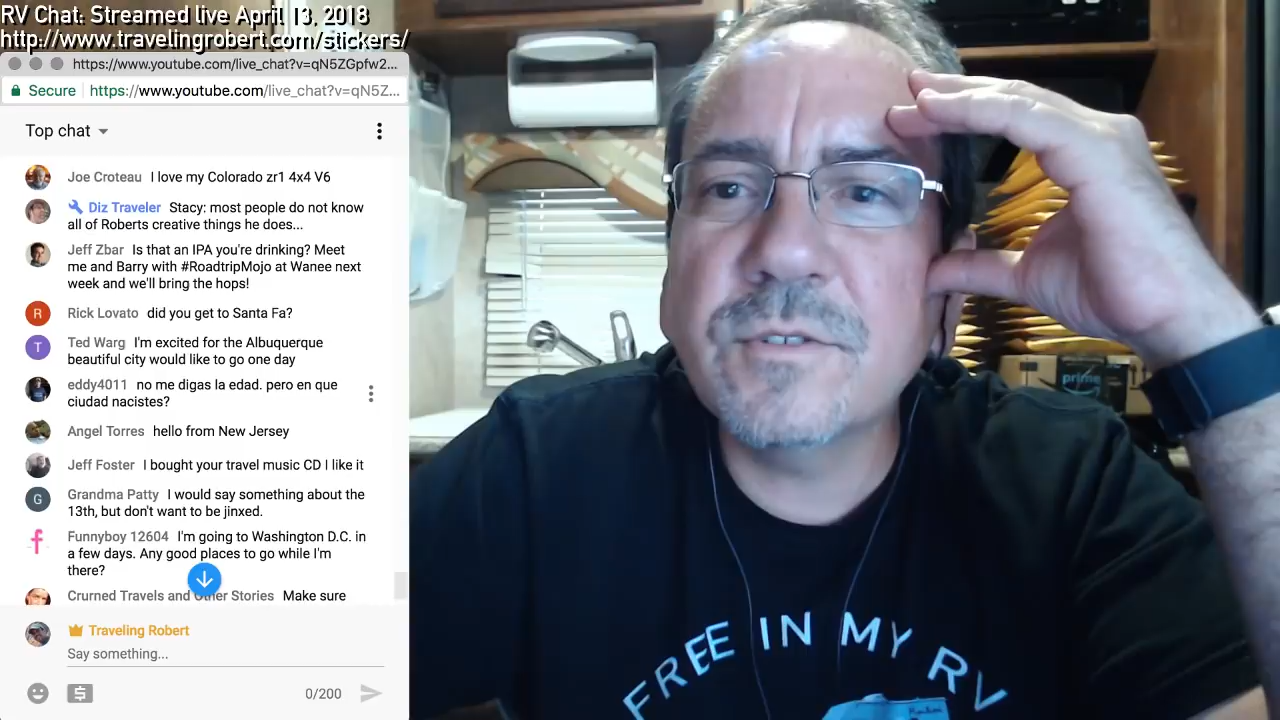 RV Chat: Streamed live April 13, 2018
http://www.travelingrobert.com/stickers/
https://www.youtube.com/live_chat?v=qN5ZGpfw2...
Secure https://www.youtube.com/live_chat?v=qN5Z...
Top chat
Joe Croteau I love my Colorado zr1 4x4 V6
Diz Traveler Stacy: most people do not know
all of Roberts creative things he does...
Jeff Zbar Is that an IPA you're drinking? Meet
me and Barry with #RoadtripMojo at Wanee next
week and we'll bring the hops!
Rick Lovato did you get to Santa Fa?
Ted Warg I'm excited for the Albuquerque
beautiful city would like to go one day
eddy4011 no me digas la edad. pero en que
ciudad nacistes?
Angel Torres hello from New Jersey
Jeff Foster I bought your travel music CD I like it
Grandma Patty I would say something about the
13th, but don't want to be jinxed.
Funnyboy 12604 I'm going to Washington D.C. in
a few days. Any good places to go while I'm
there?
Crurned Travels and Other Stories Make sure
Traveling Robert
Say something...
0/200
R
T
G
f
$
prime
FREE IN MY RV